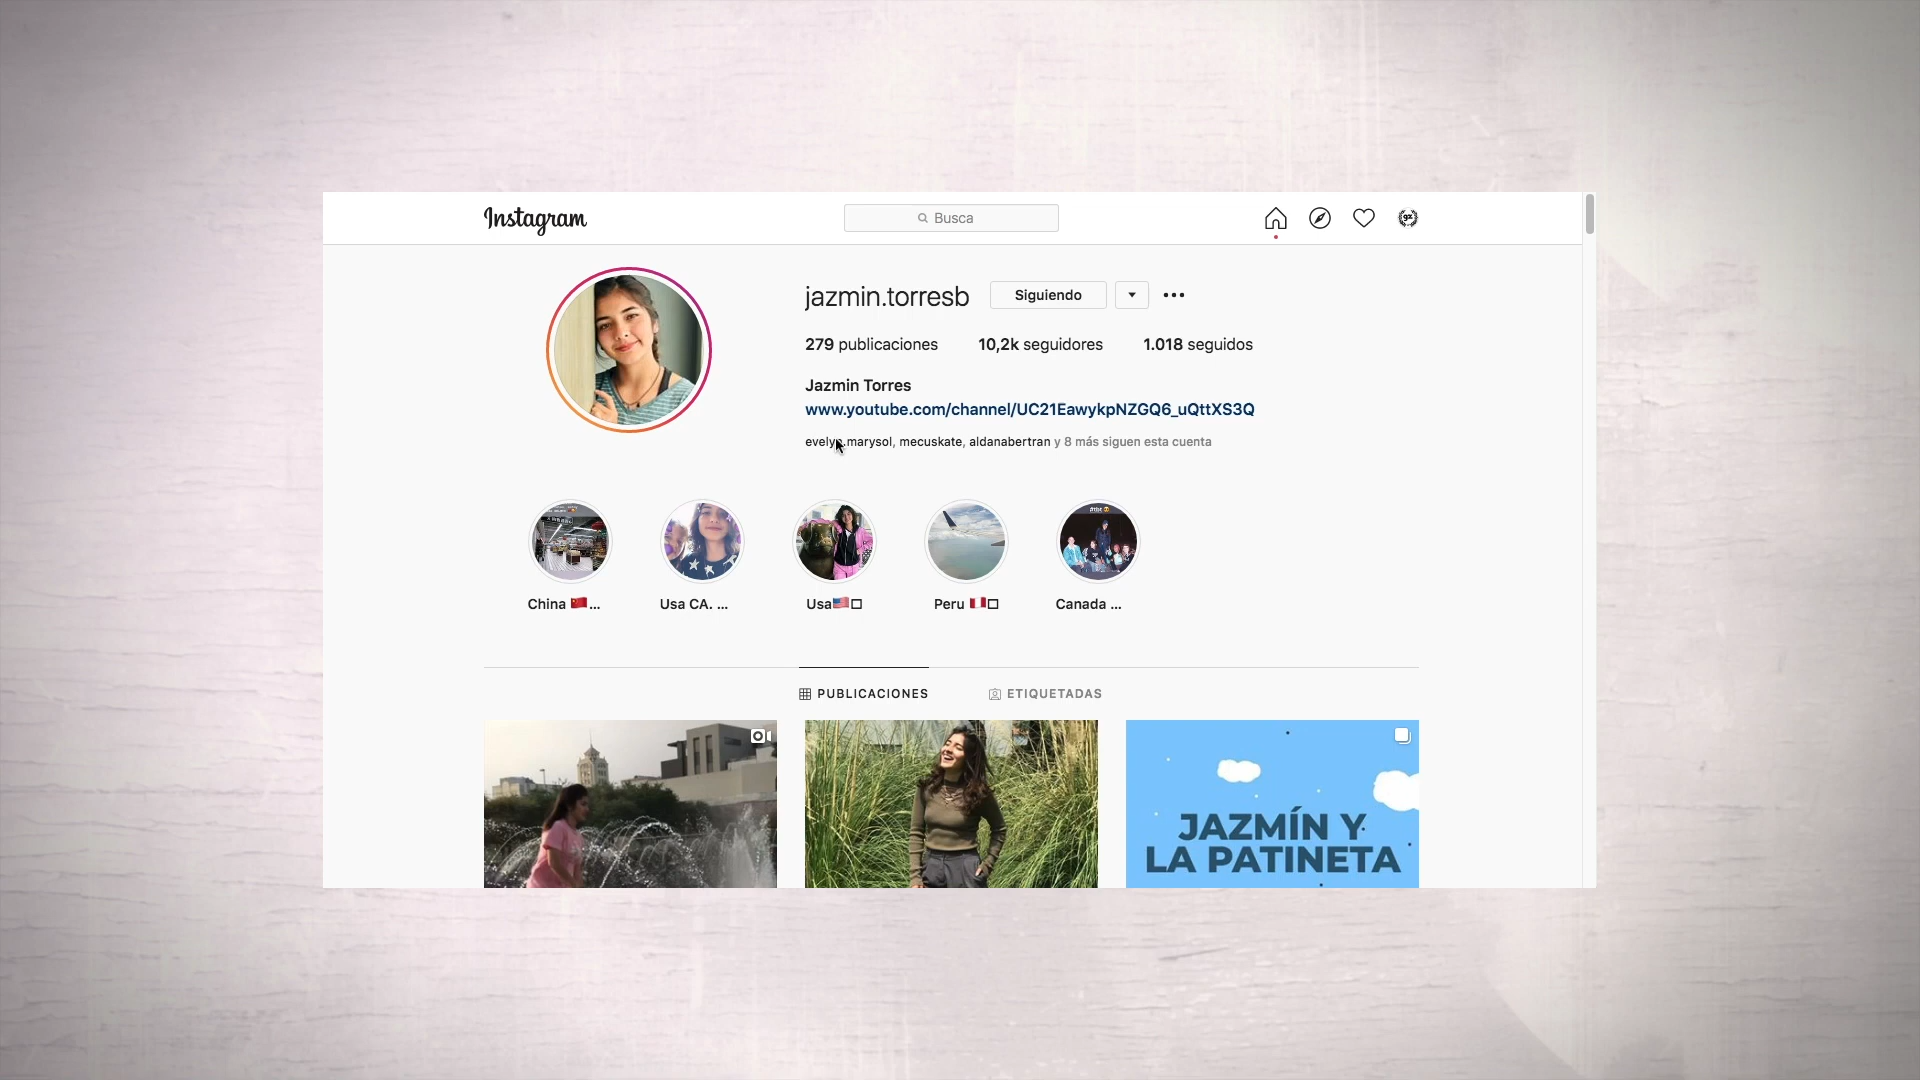 Instagram
Busca
jazmin.torresb
Siguiendo
279 publicaciones 10,2k seguidores 1.018 seguidos
Jazmin Torres
www.youtube.com/channel/UC21EawykpNZGQ6_uQttXS3Q
mecuskate, aldanabertran y 8 más siguen esta cuenta
#tbt
China 🇨🇳...
Usa CA. ...
Usa🇺🇸□
Peru 🇵🇪□
Canada ...
PUBLICACIONES
ETIQUETADAS
JAZMÍN Y
LA PATINETA